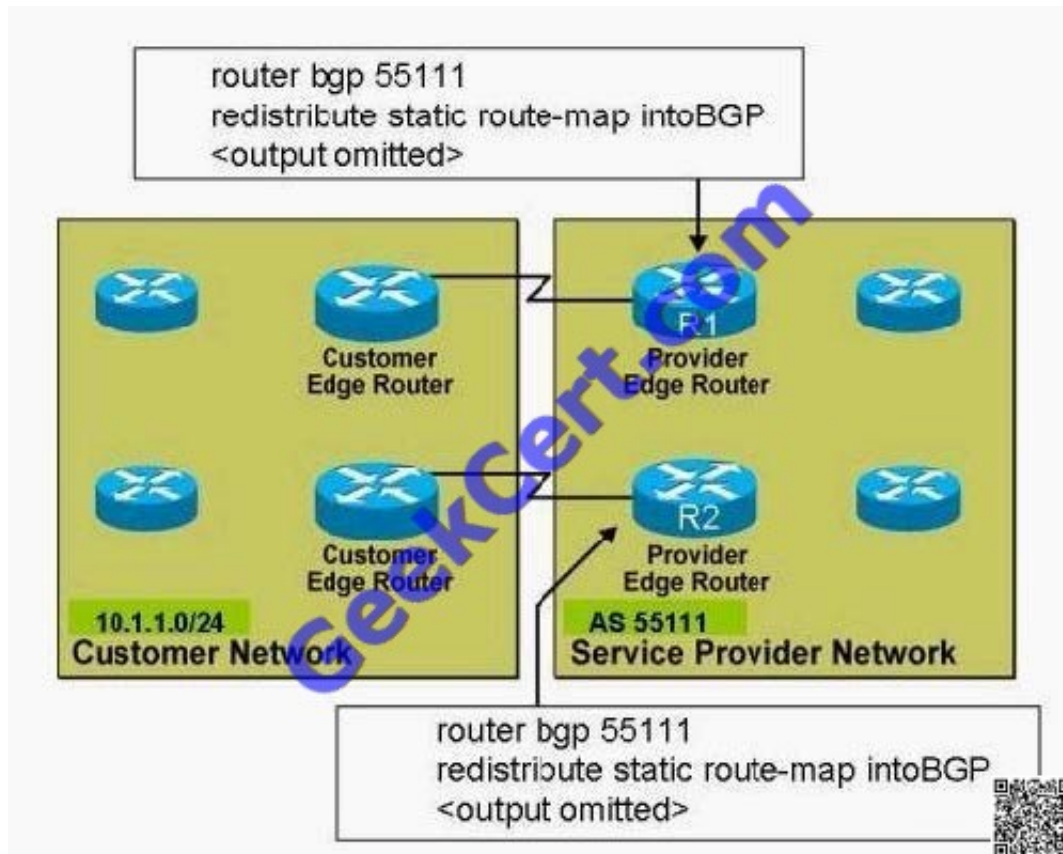 router bgp 55111
redistribute static route-map intoBGP
<output omitted>
R1
Customer
Edge Router
Provider
Edge Router
R2
Customer
Edge Router
Provider
Edge Router
10.1.1.0/24
Customer Network
AS 55111
Service Provider Network
GeekCert.com
router bgp 55111
redistribute static route-map intoBGP
<output omitted>